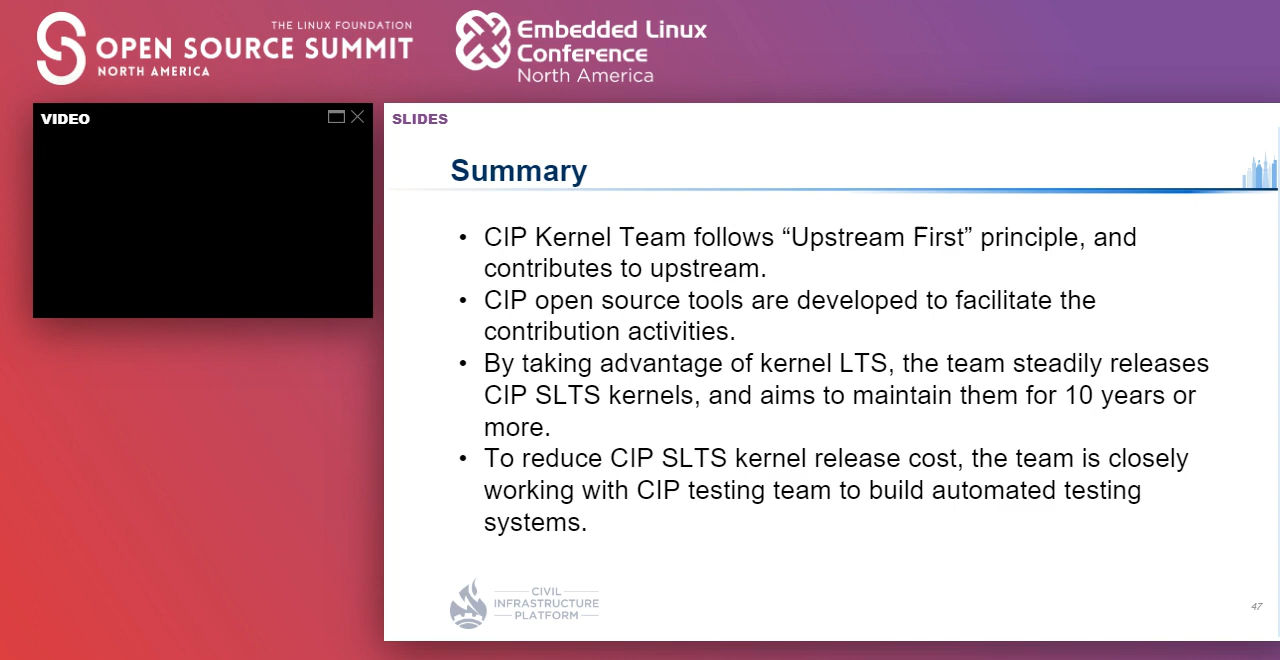 THE LINUX FOUNDATION
OPEN SOURCE SUMMIT
NORTH AMERICA
Embedded Linux
Conference
North America
VIDEO
SLIDES
Summary
• CIP Kernel Team follows “Upstream First” principle, and
contributes to upstream.
• CIP open source tools are developed to facilitate the
contribution activities.
• By taking advantage of kernel LTS, the team steadily releases
CIP SLTS kernels, and aims to maintain them for 10 years or
more.
• To reduce CIP SLTS kernel release cost, the team is closely
working with CIP testing team to build automated testing
systems.
CIVIL
INFRASTRUCTURE
PLATFORM
47